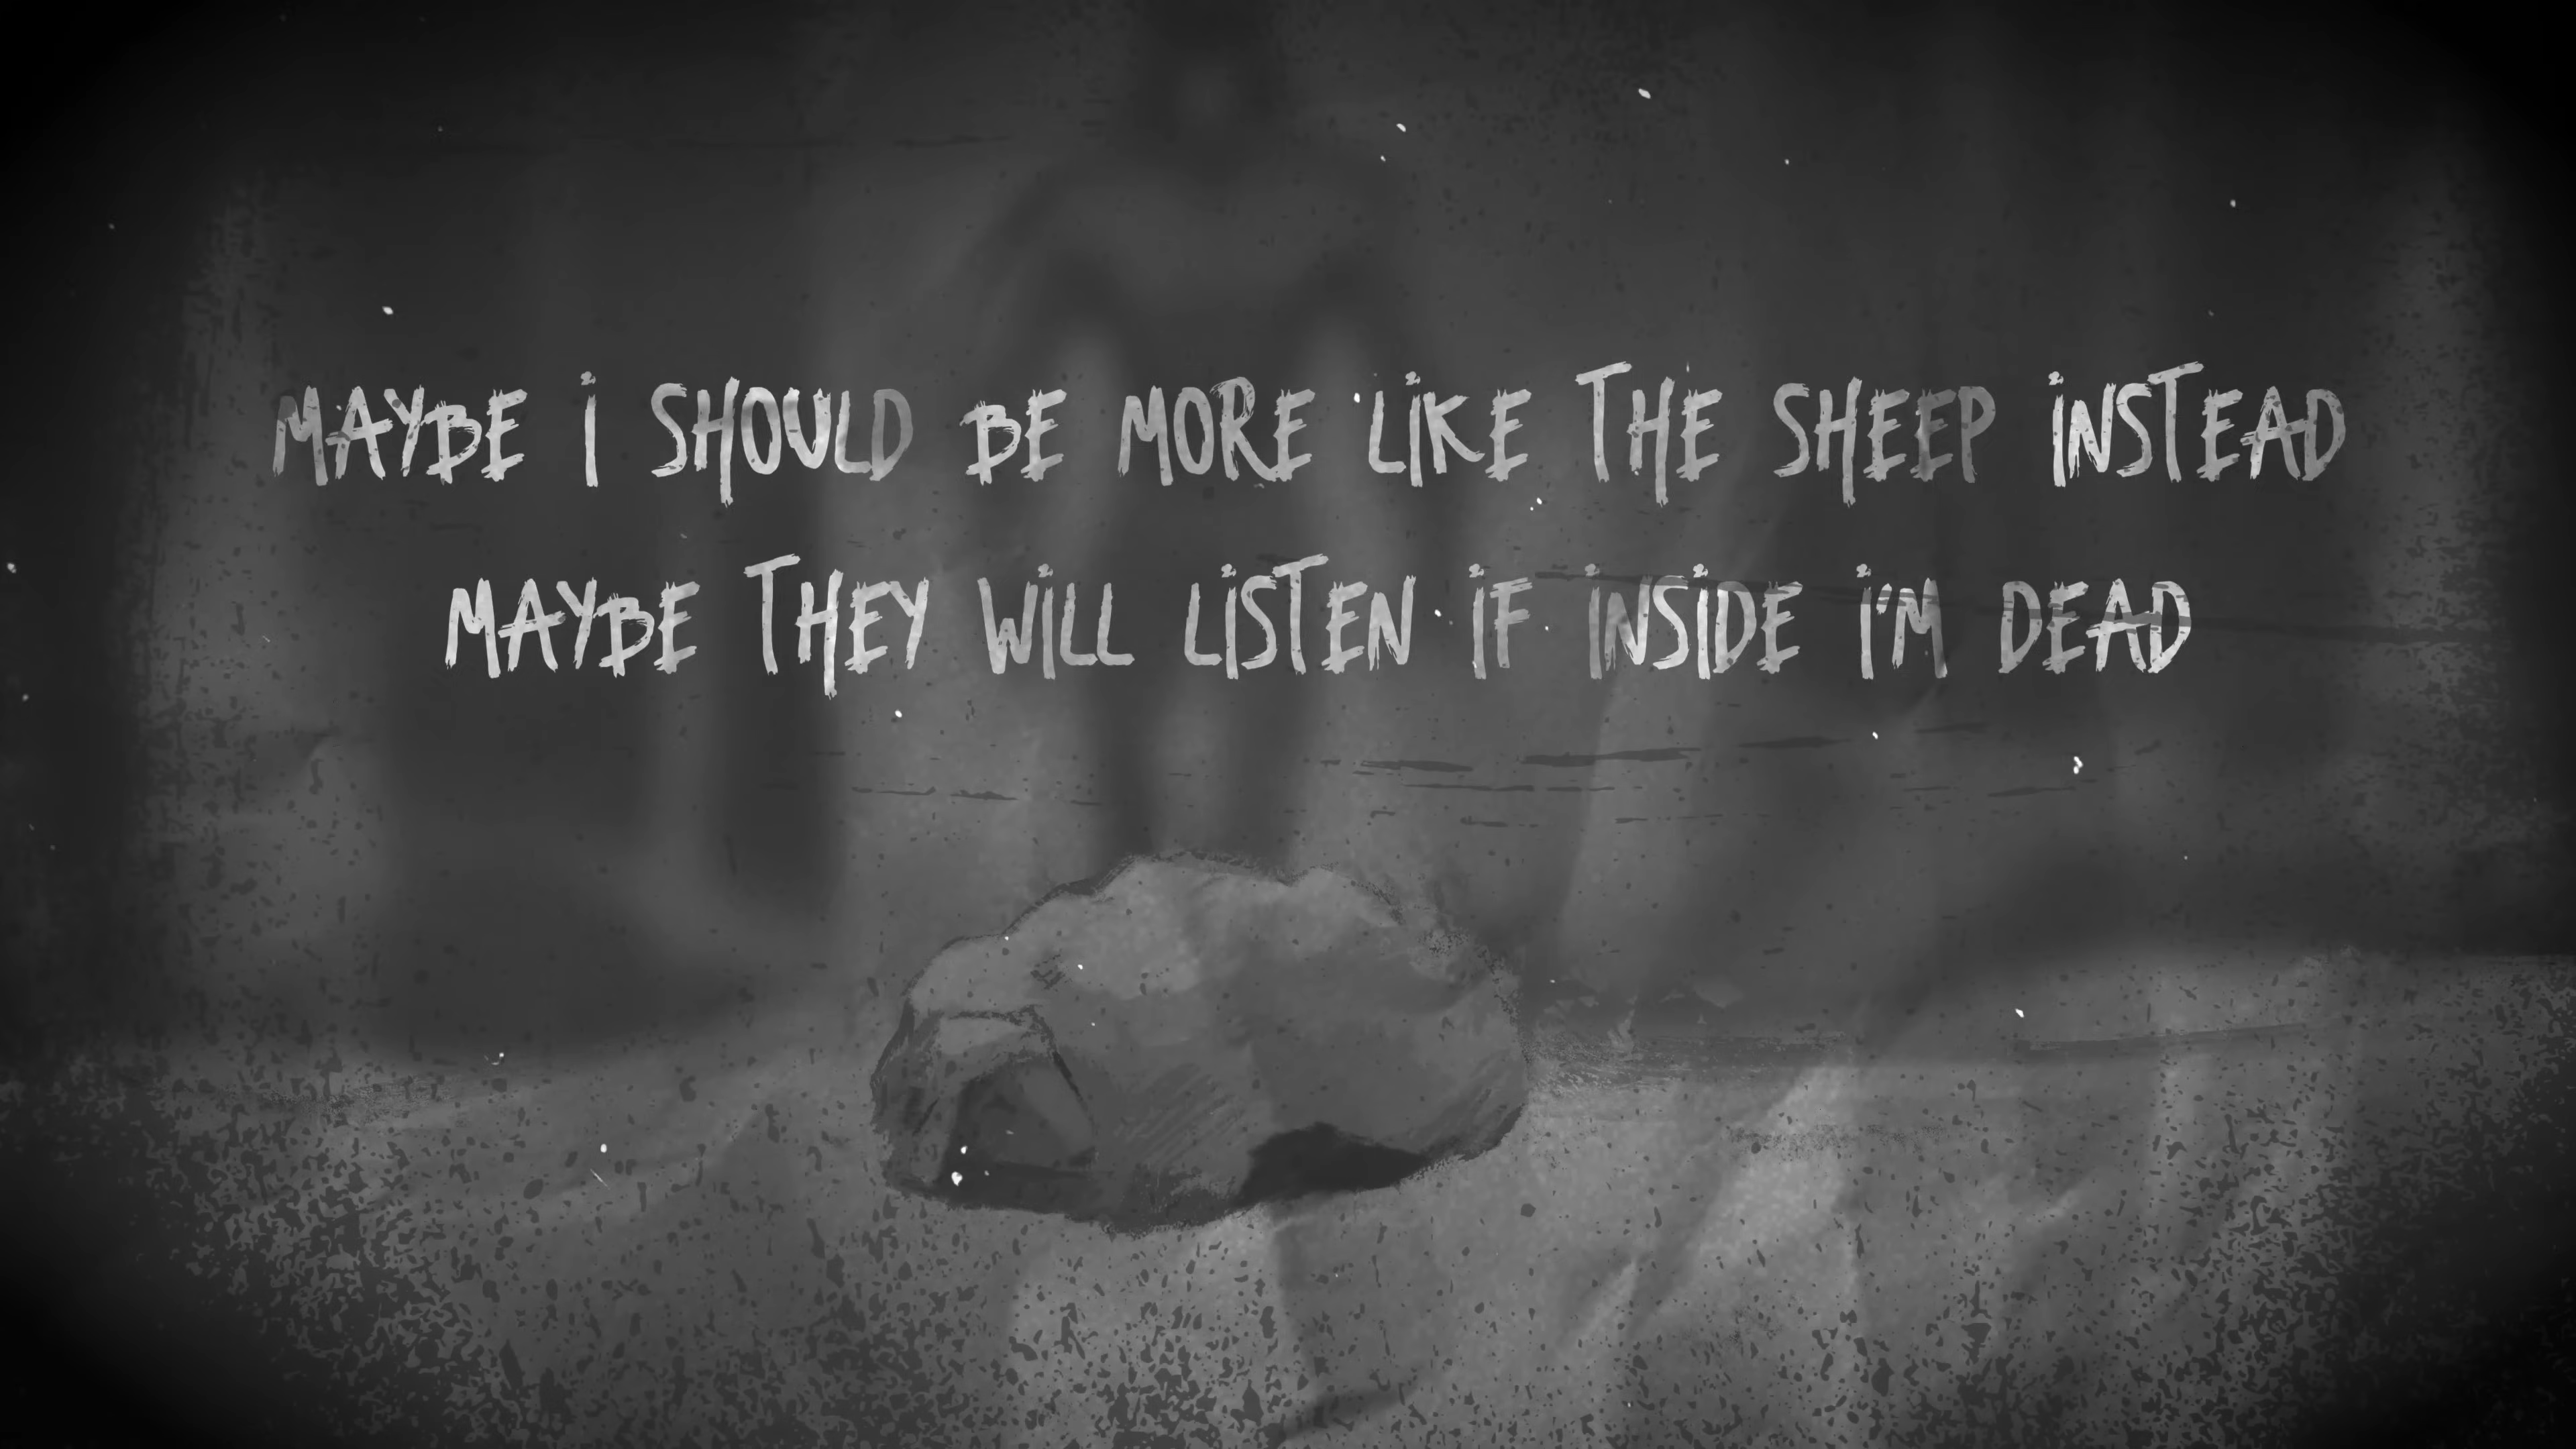 MAYBE i SHOULD BE MORE LiKE THE SHEEP iNSTEAD
MAYBE THEY WiLL LiSTEN iF iNSiDE i'M DEAD